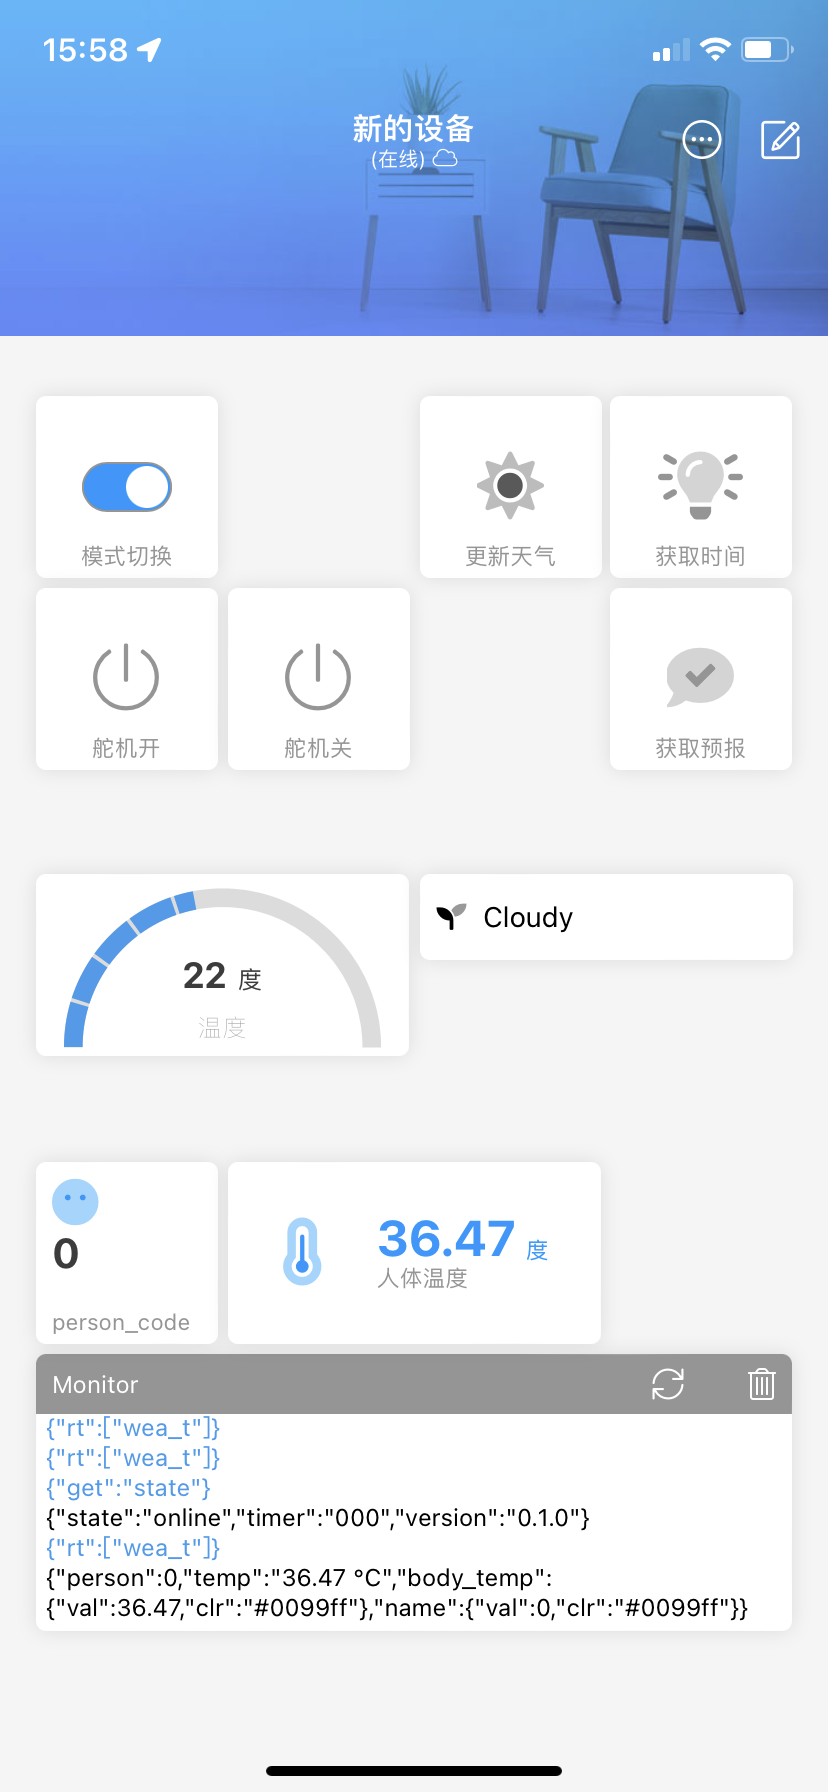 15:58
新的设备
(在线)
模式切换
更新天气
获取时间
舵机开
舵机关
获取预报
22 度
温度
Cloudy
0
person_code
36.47 度
人体温度
Monitor
{"rt":["wea_t"]}
{"rt":["wea_t"]}
{"get":"state"}
{"state":"online","timer":"000","version":"0.1.0"}
{"rt":["wea_t"]}
{"person":0,"temp":"36.47 °C","body_temp":
{"val":36.47,"clr":"#0099ff"},"name":{"val":0,"clr":"#0099ff"}}